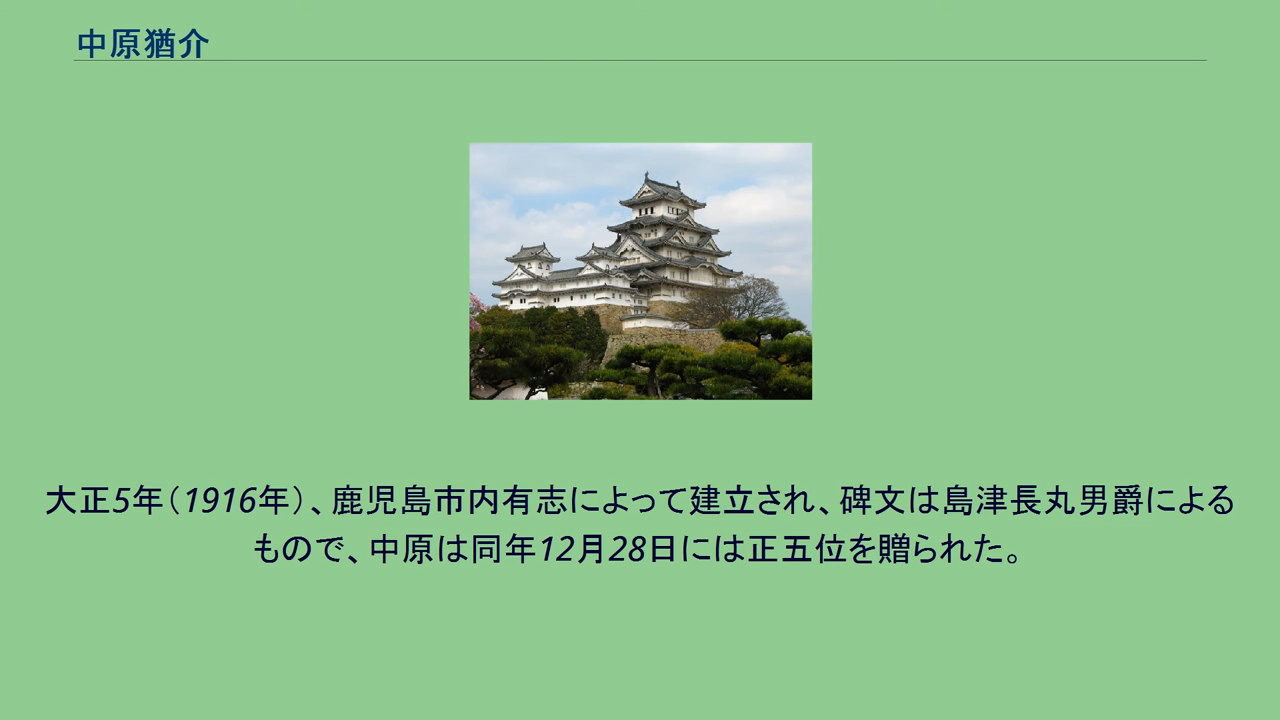 中原猶介
大正5年（1916年）、鹿児島市内有志によって建立され、碑文は島津長丸男爵による
もので、中原は同年12月28日には正五位を贈られた。